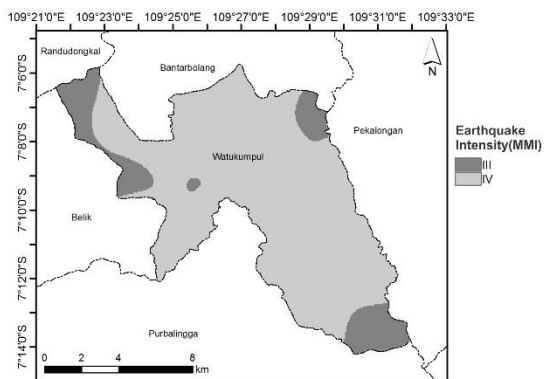 109°21'0"E 109°23'0"E 109°25'0"E 109°27'0"E 109°29'0"E 109°31'0"E 109°33'0"E
Randudongkal
Bantarbolang
N
7°6'0"S
7°8'0"S
Pekalongan
Earthquake
Intensity(MMI)
III
IV
Watukumpul
7°10'0"S
Belik
7°12'0"S
Purbalingga
7°14'0"S
0 2 4 8
km